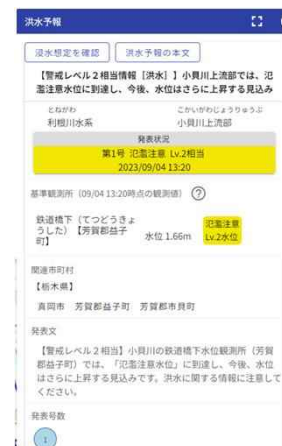 洪水予報
浸水想定を確認
洪水予報の本文
【警戒レベル２相当情報［洪水］】小貝川上流部では、氾
濫注意水位に到達し、今後、水位はさらに上昇する見込み
とねがわ
こかいがわじょうりゅうぶ
利根川水系
小貝川上流部
発表状況
第1号 氾濫注意 Lv.2相当
2023/09/04 13:20
基準観測所（09/04 13:20時点の観測値） ?
鉄道橋下（てつどうきょ
うした）【芳賀郡益子
町】
水位 1.66m
氾濫注意
Lv.2水位
関連市町村
【栃木県】
真岡市　芳賀郡益子町　芳賀郡市貝町
発表文
【警戒レベル２相当】小貝川の鉄道橋下水位観測所（芳賀
郡益子町）では、「氾濫注意水位」に到達し、今後、水位
はさらに上昇する見込みです。洪水に関する情報に注意して
ください。
発表号数
1